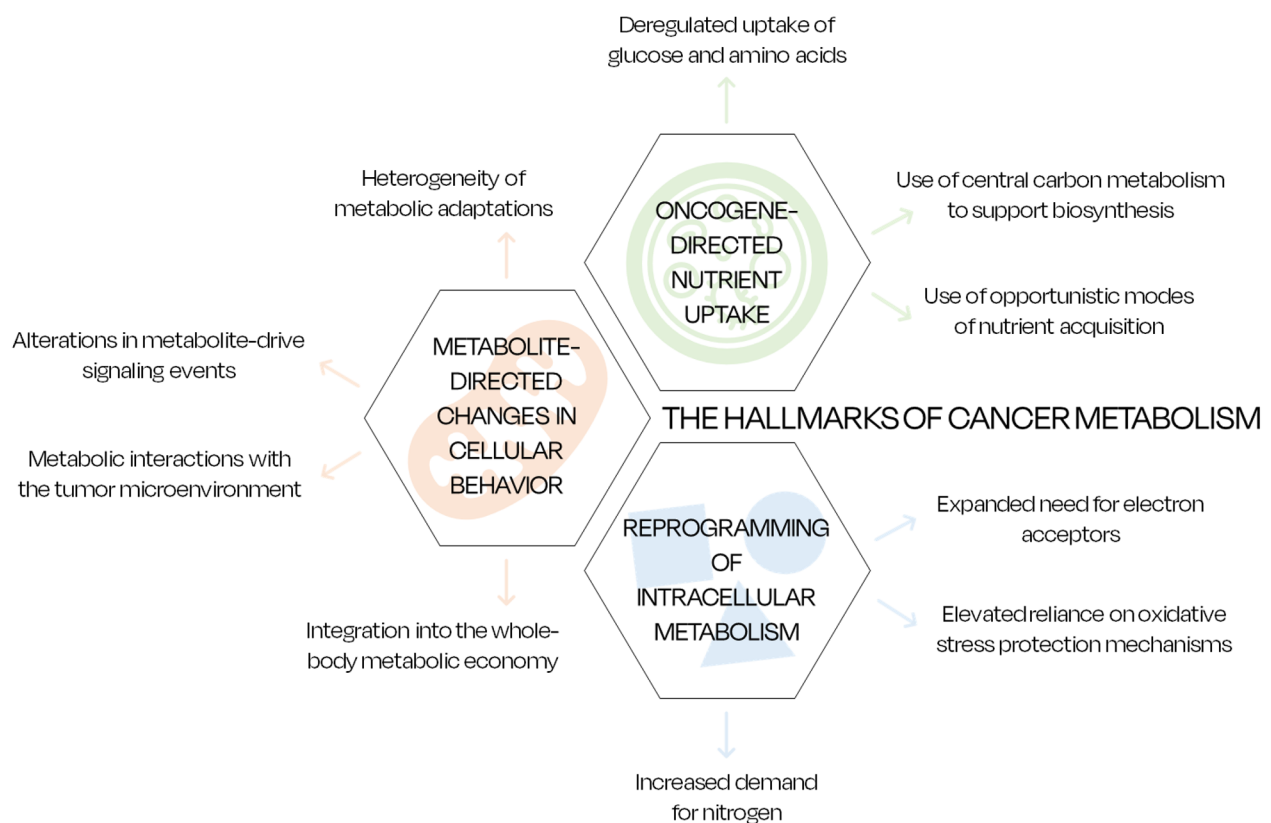 Deregulated uptake of
glucose and amino acids
ONCOGENE-
DIRECTED
NUTRIENT
UPTAKE
Use of central carbon metabolism
to support biosynthesis
Use of opportunistic modes
of nutrient acquisition
Heterogeneity of
metabolic adaptations
Alterations in metabolite-drive
signaling events
Metabolic interactions with
the tumor microenvironment
METABOLITE-
DIRECTED
CHANGES IN
CELLULAR
BEHAVIOR
Integration into the whole-
body metabolic economy
THE HALLMARKS OF CANCER METABOLISM
REPROGRAMMING
OF
INTRACELLULAR
METABOLISM
Expanded need for electron
acceptors
Elevated reliance on oxidative
stress protection mechanisms
Increased demand
for nitrogen